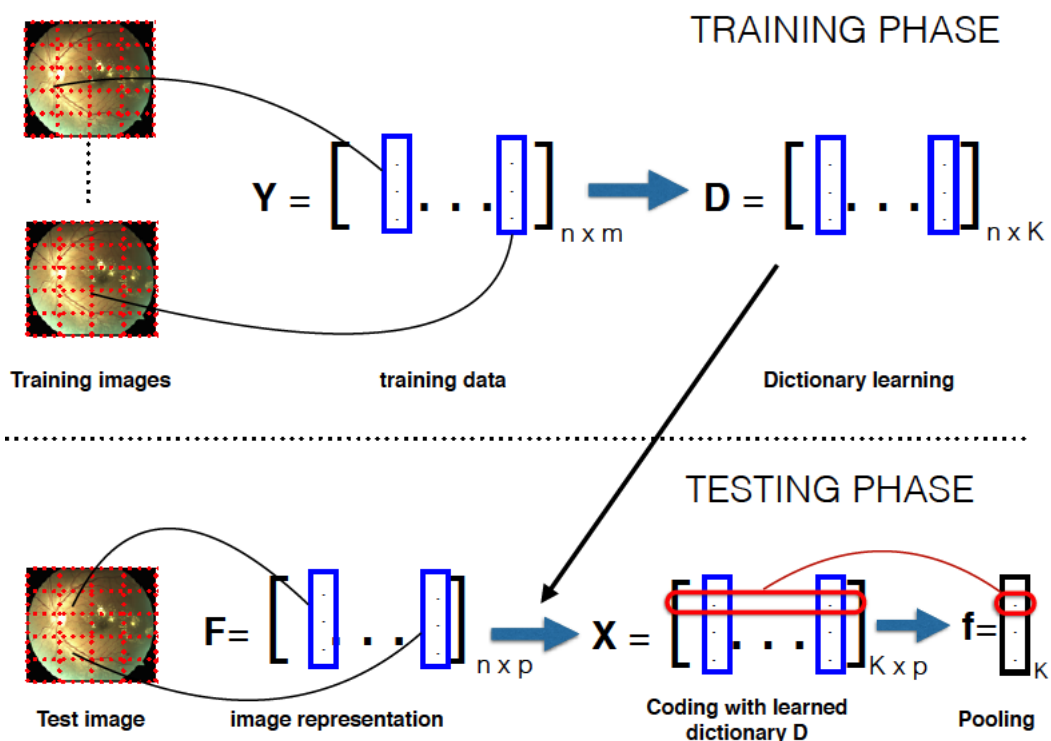 TRAINING PHASE
Y = [ . . . ] n x m
D = [ . . . ] n x K
Training images
training data
Dictionary learning
TESTING PHASE
F= [ . . . ] n x p
X = [ . . . ] K x p
f= K
Test image
image representation
Coding with learned
dictionary D
Pooling